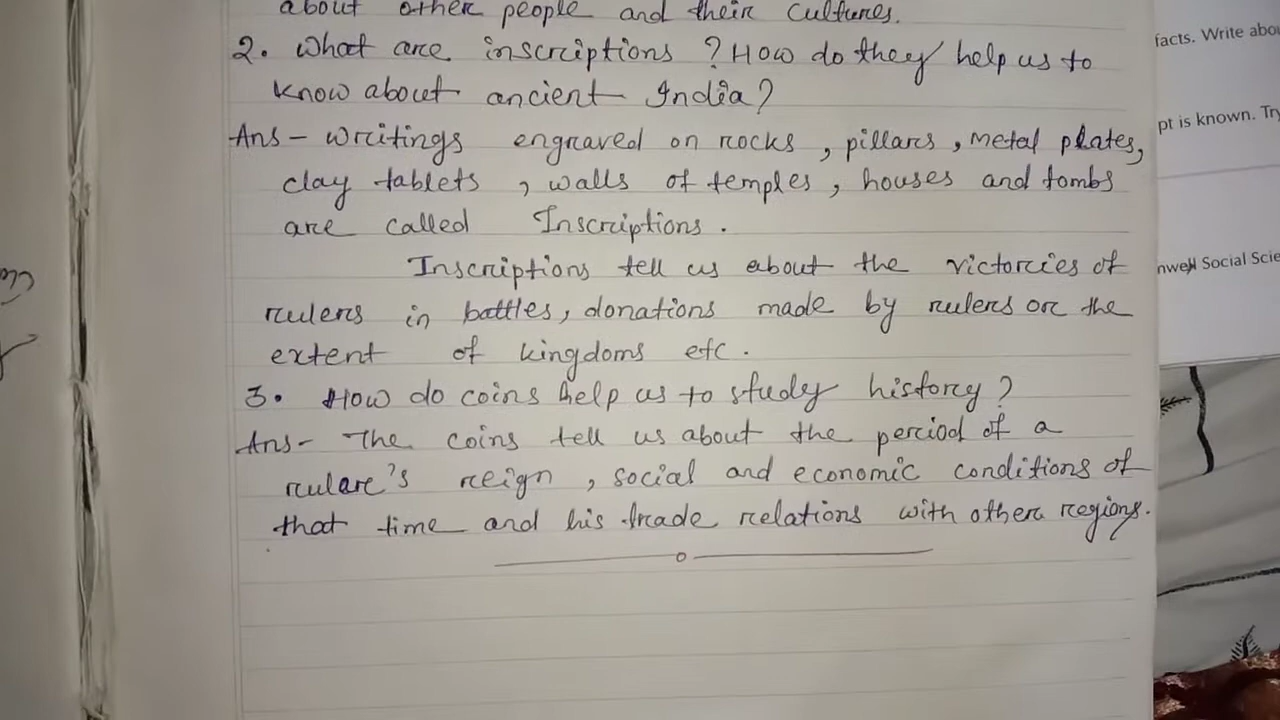 about other people and their cultures.
2. What are inscriptions ? How do they help us to
know about ancient India?
Ans - Writings engraved on rocks , pillars , metal plates,
clay tablets , walls of temples , houses and tombs
are called Inscriptions .
Inscriptions tell us about the victories of
rulers in battles, donations made by rulers or the
extent of kingdoms etc .
3. How do coins help us to study history ?
Ans - The coins tell us about the period of a
rular's reign , social and economic conditions of
that time and his trade relations with other regions.
facts. Write abou
pt is known. Try
nwell Social Scie